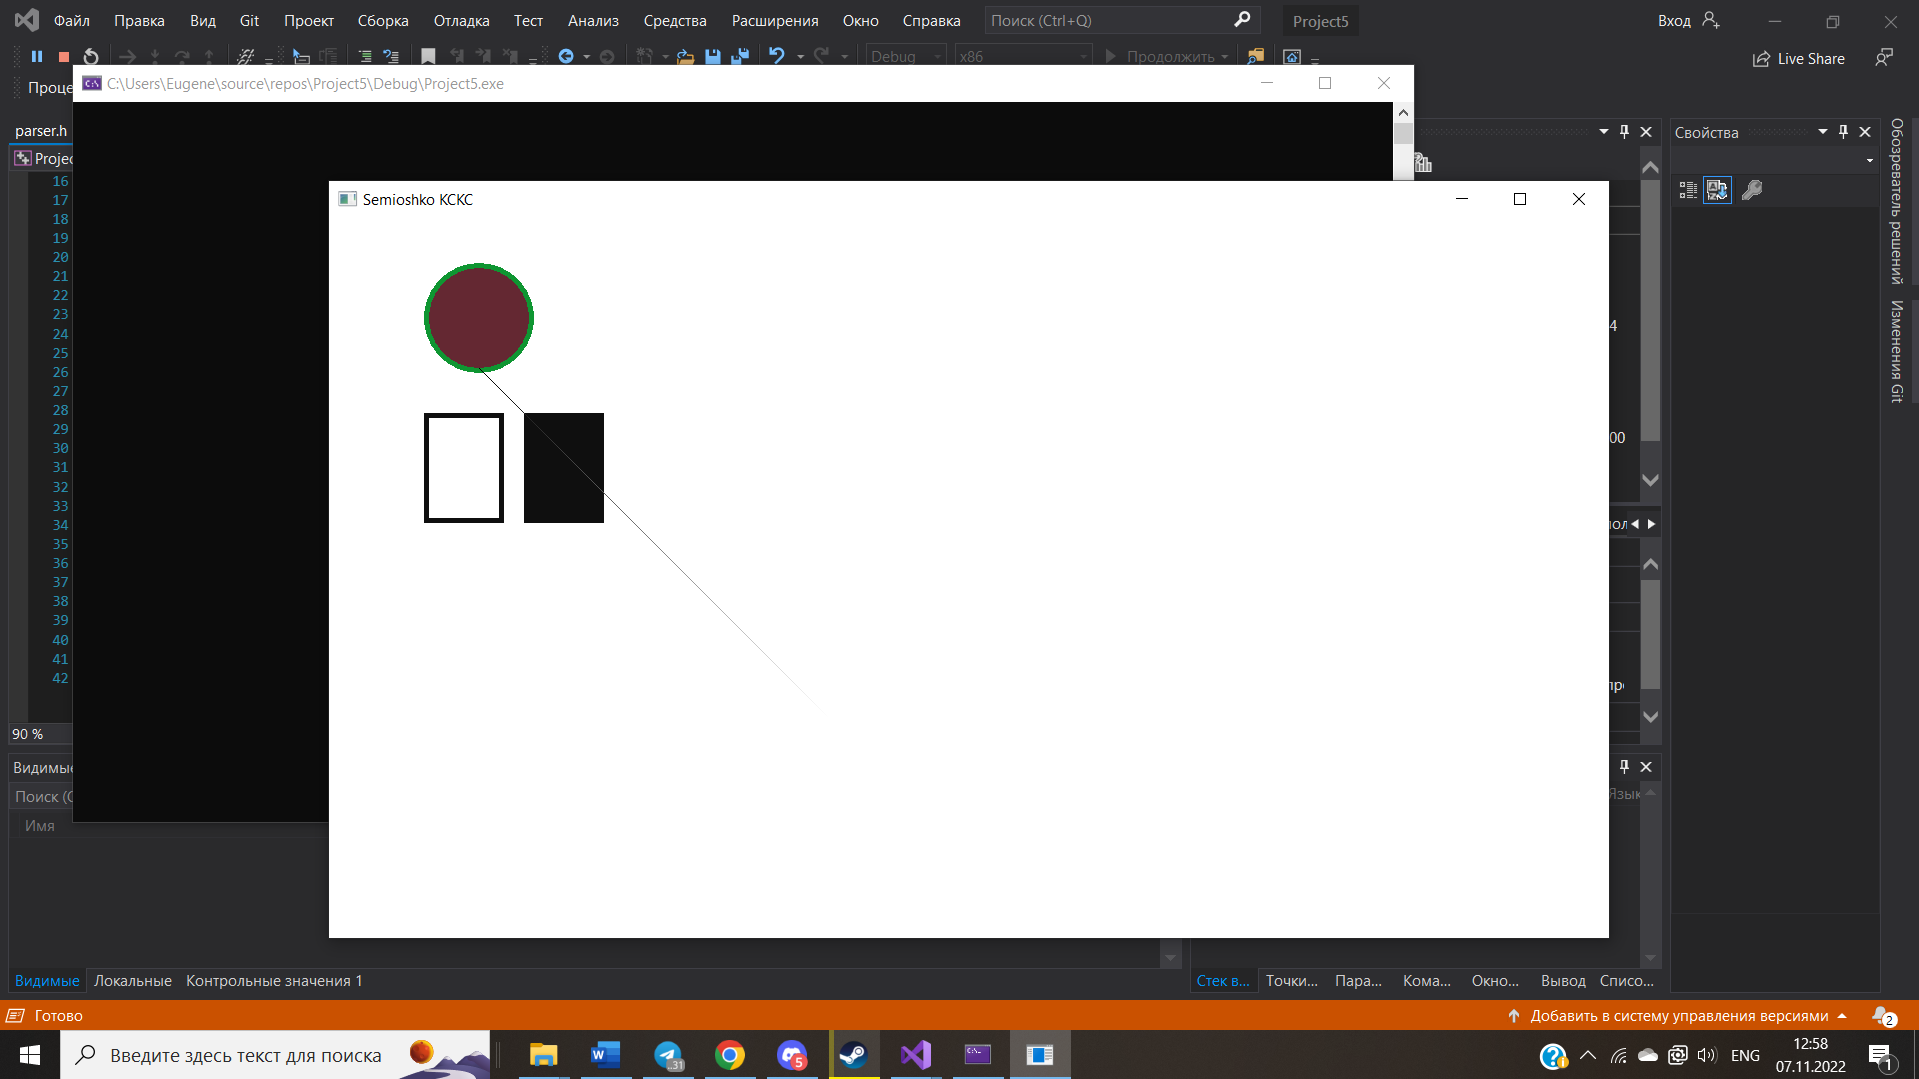 Файл Правка Вид Git Проект Сборка Отладка Тест Анализ Средства Расширения Окно Справка Поиск (Ctrl+Q) Project5 Вход
Debug x86 Продолжить Live Share
Проце
C:\Users\Eugene\source\repos\Project5\Debug\Project5.exe
parser.h
Projec
Свойства
Обозреватель решений
Изменения Git
Semioshko КСКС
16
17
18
19
20
21
22
23
24
25
26
27
28
29
30
31
32
33
34
35
36
37
38
39
40
41
42
4
00
пол
пр
90 %
Видимые
Поиск (C
Имя
Язык
Видимые Локальные Контрольные значения 1
Стек в... Точки... Пара... Кома... Окно... Вывод Списо...
Готово
Добавить в систему управления версиями
2
Введите здесь текст для поиска
31
5
ENG
12:58
07.11.2022
1